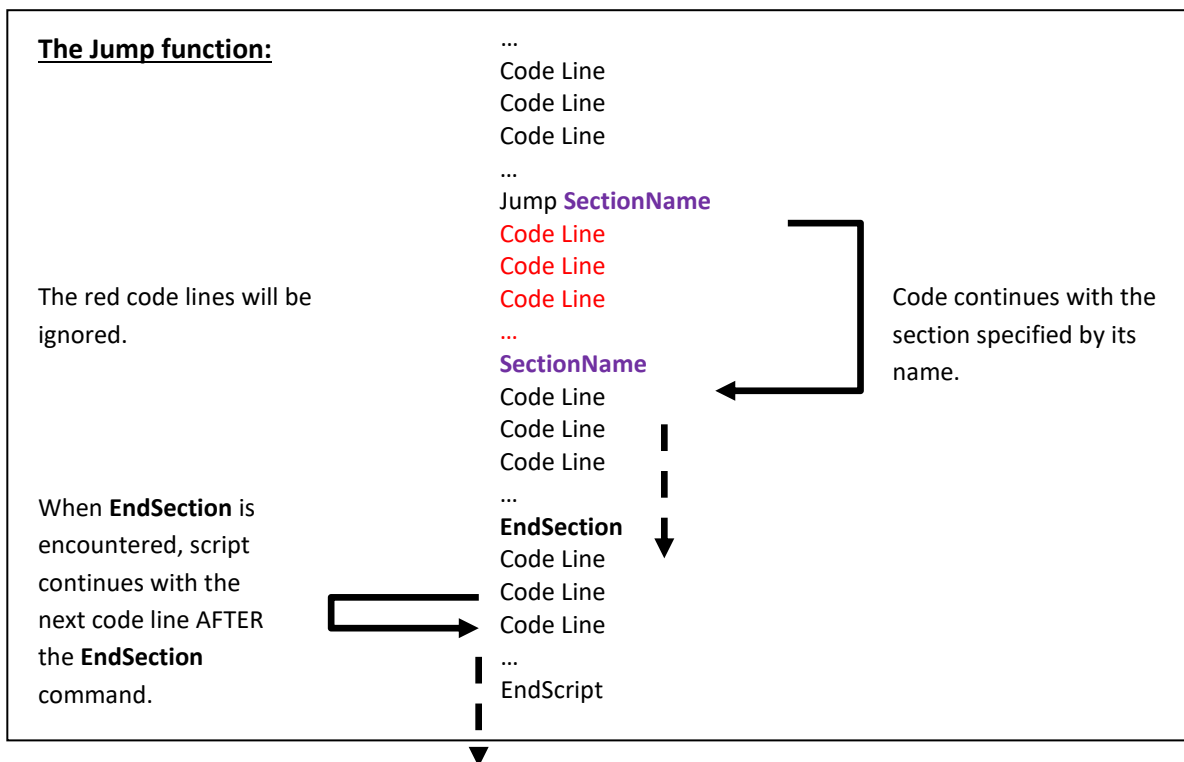 The Jump function:
...
Code Line
Code Line
Code Line
...
Jump SectionName
Code Line
Code Line
Code Line
...
The red code lines will be
ignored.
Code continues with the
section specified by its
name.
SectionName
Code Line
Code Line
Code Line
...
EndSection
Code Line
Code Line
Code Line
...
EndScript
When EndSection is
encountered, script
continues with the
next code line AFTER
the EndSection
command.